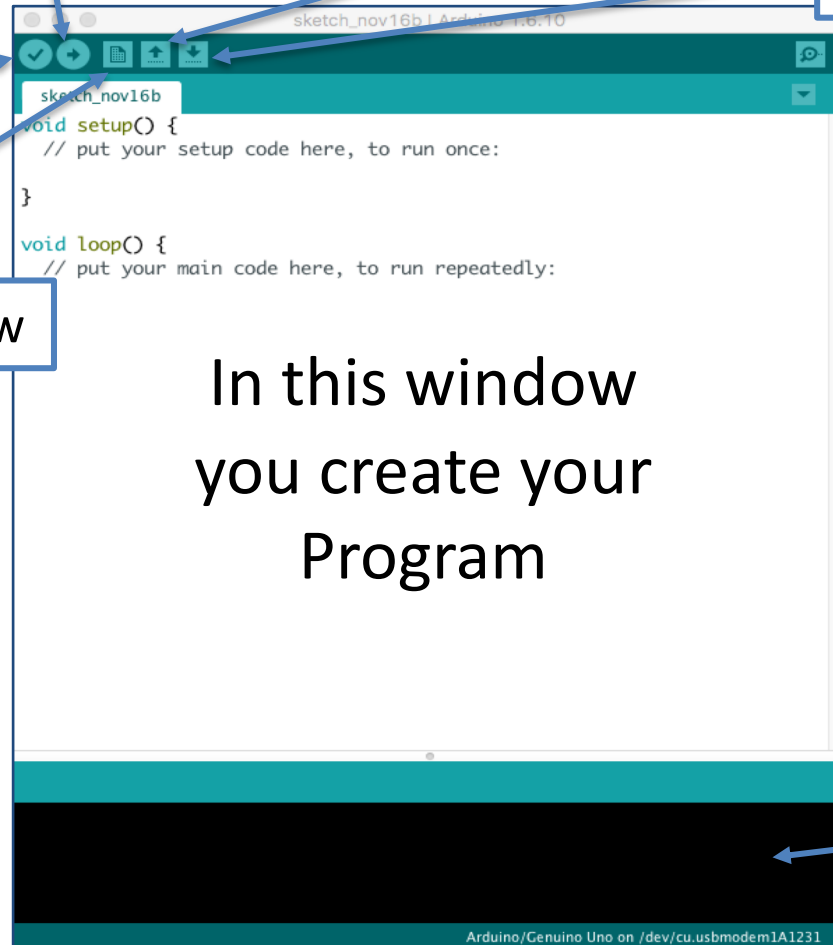 sketch_nov16b | Arduino 1.6.10
sketch_nov16b
void setup() {
// put your setup code here, to run once:
}
void loop() {
// put your main code here, to run repeatedly:
w
In this window
you create your
Program
Arduino/Genuino Uno on /dev/cu.usbmodem1A1231